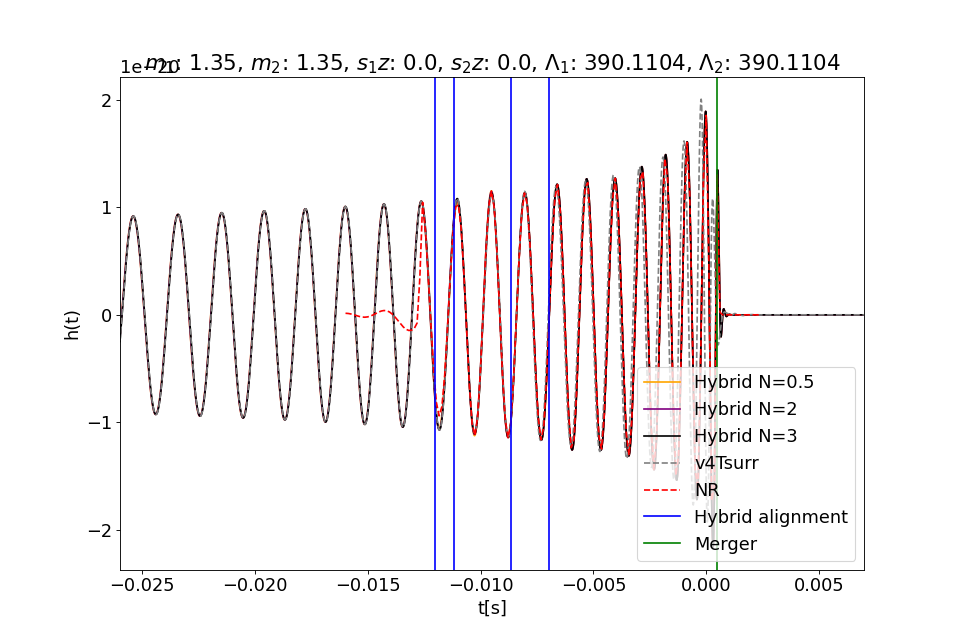 1e−20
m₁: 1.35, m₂: 1.35, s₁z: 0.0, s₂z: 0.0, Λ₁: 390.1104, Λ₂: 390.1104
2
1
0
−1
−2
h(t)
Hybrid N=0.5
Hybrid N=2
Hybrid N=3
v4Tsurr
NR
Hybrid alignment
Merger
−0.025
−0.020
−0.015
−0.010
−0.005
0.000
0.005
t[s]